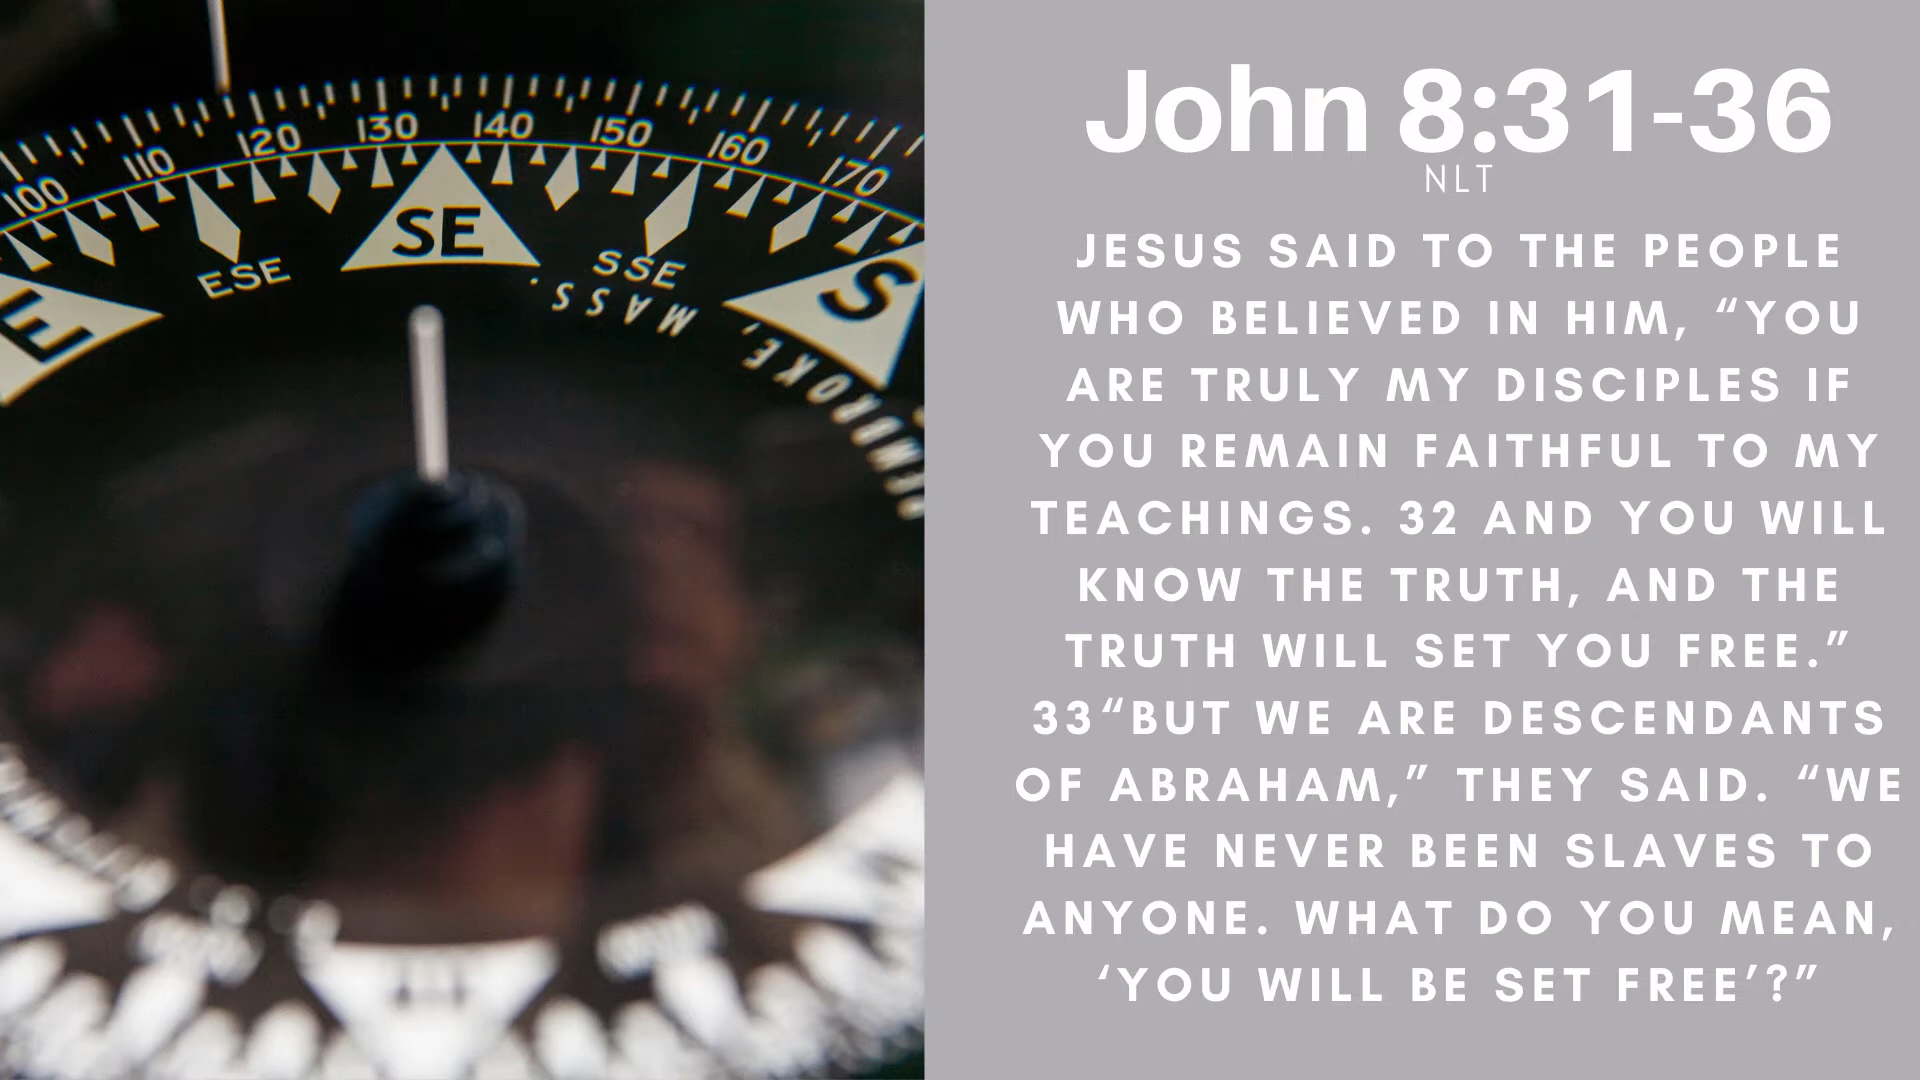 100 110 120 130 140 150 160 170
E ESE SE SSE S
MASS.
John 8:31-36
NLT
JESUS SAID TO THE PEOPLE
WHO BELIEVED IN HIM, “YOU
ARE TRULY MY DISCIPLES IF
YOU REMAIN FAITHFUL TO MY
TEACHINGS. 32 AND YOU WILL
KNOW THE TRUTH, AND THE
TRUTH WILL SET YOU FREE.”
33“BUT WE ARE DESCENDANTS
OF ABRAHAM,” THEY SAID. “WE
HAVE NEVER BEEN SLAVES TO
ANYONE. WHAT DO YOU MEAN,
‘YOU WILL BE SET FREE’?”